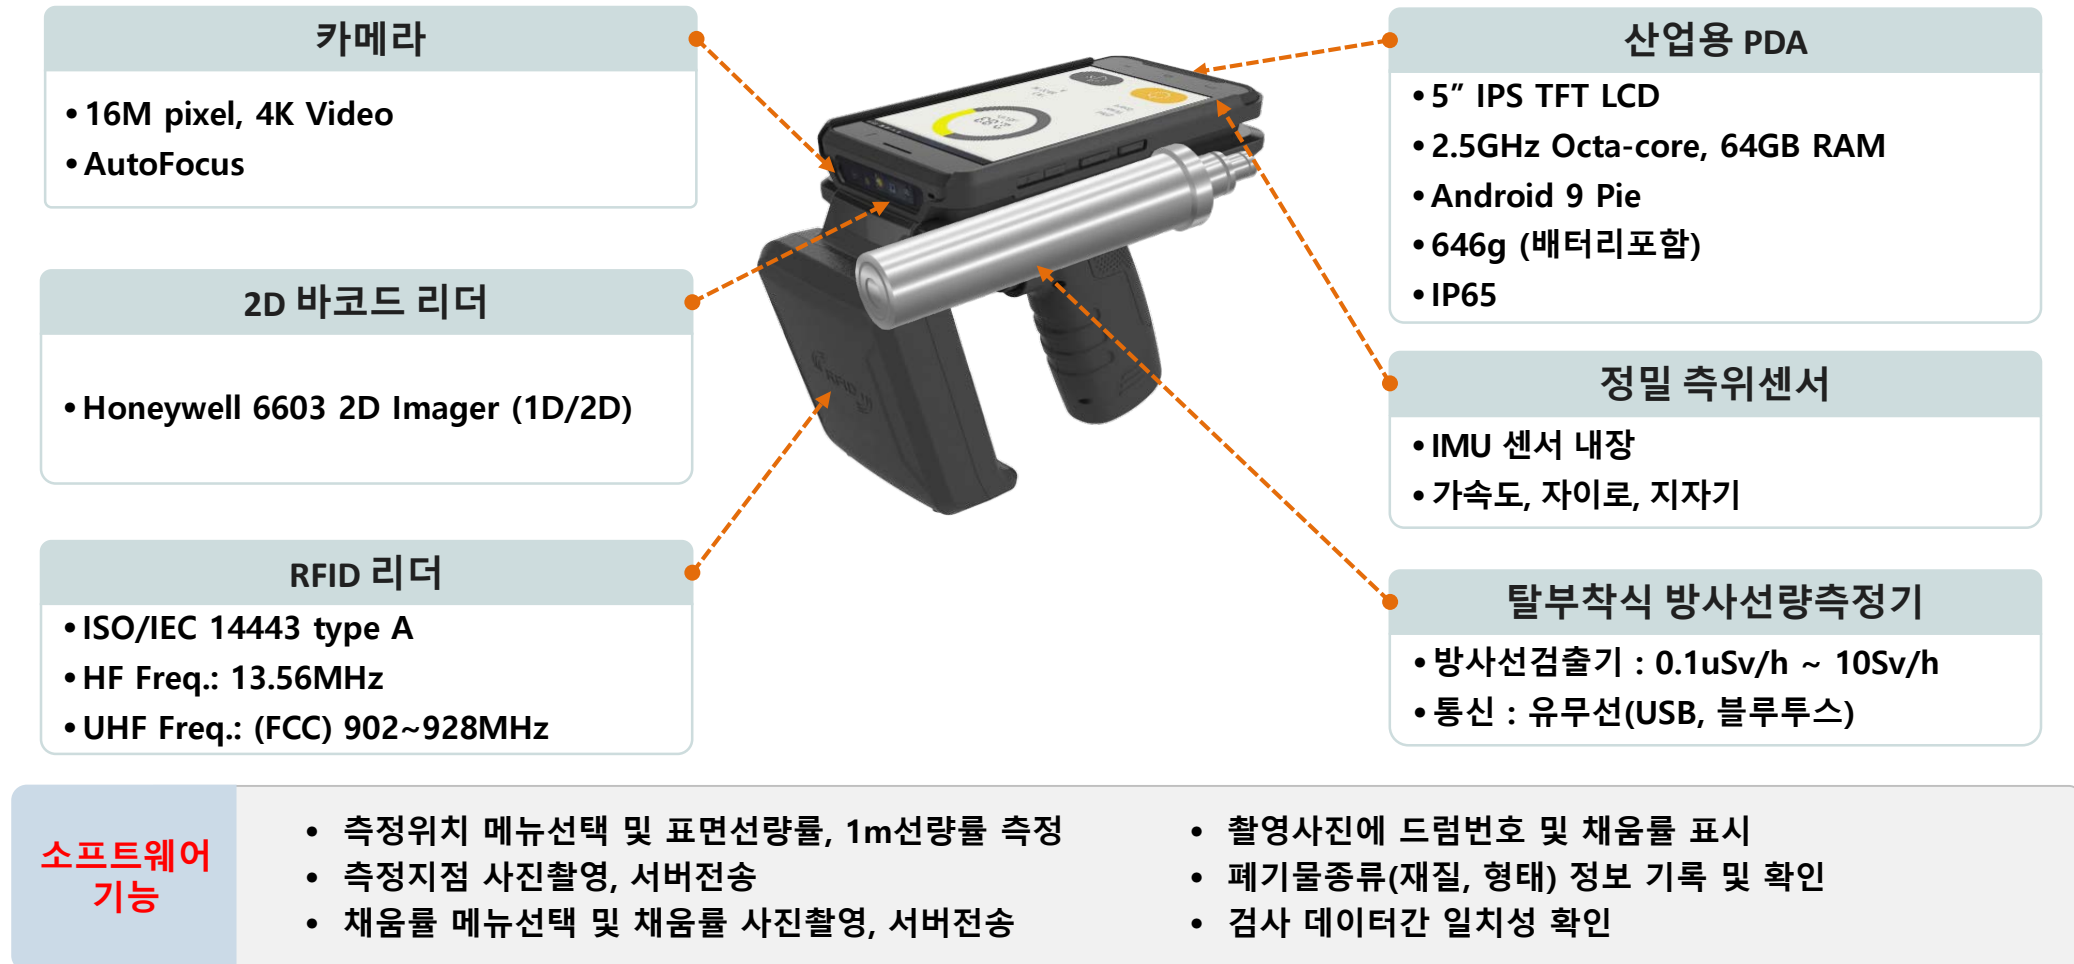 카메라
• 16M pixel, 4K Video
• AutoFocus
2D 바코드 리더
• Honeywell 6603 2D Imager (1D/2D)
RFID 리더
• ISO/IEC 14443 type A
• HF Freq.: 13.56MHz
• UHF Freq.: (FCC) 902~928MHz
산업용 PDA
• 5” IPS TFT LCD
• 2.5GHz Octa-core, 64GB RAM
• Android 9 Pie
• 646g (배터리포함)
• IP65
정밀 측위센서
• IMU 센서 내장
• 가속도, 자이로, 지자기
탈부착식 방사선량측정기
• 방사선검출기 : 0.1uSv/h ~ 10Sv/h
• 통신 : 유무선(USB, 블루투스)
RFID
소프트웨어
기능
• 측정위치 메뉴선택 및 표면선량률, 1m선량률 측정
• 측정지점 사진촬영, 서버전송
• 채움률 메뉴선택 및 채움률 사진촬영, 서버전송
• 촬영사진에 드럼번호 및 채움률 표시
• 폐기물종류(재질, 형태) 정보 기록 및 확인
• 검사 데이터간 일치성 확인